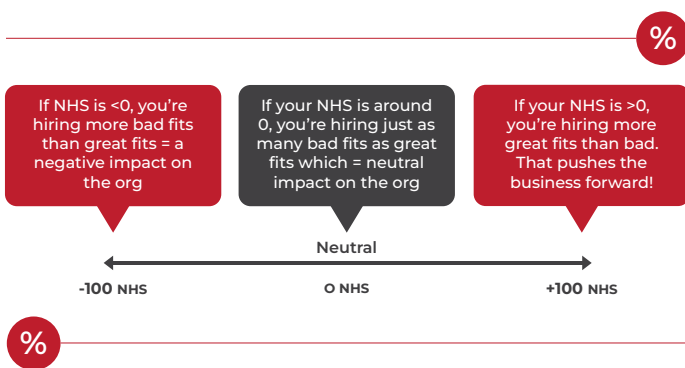 %
If NHS is <0, you're
hiring more bad fits
than great fits = a
negative impact on
the org
If your NHS is around
0, you're hiring just as
many bad fits as great
fits which = neutral
impact on the org
If your NHS is >0,
you're hiring more
great fits than bad.
That pushes the
business forward!
Neutral
-100 NHS
O NHS
+100 NHS
%